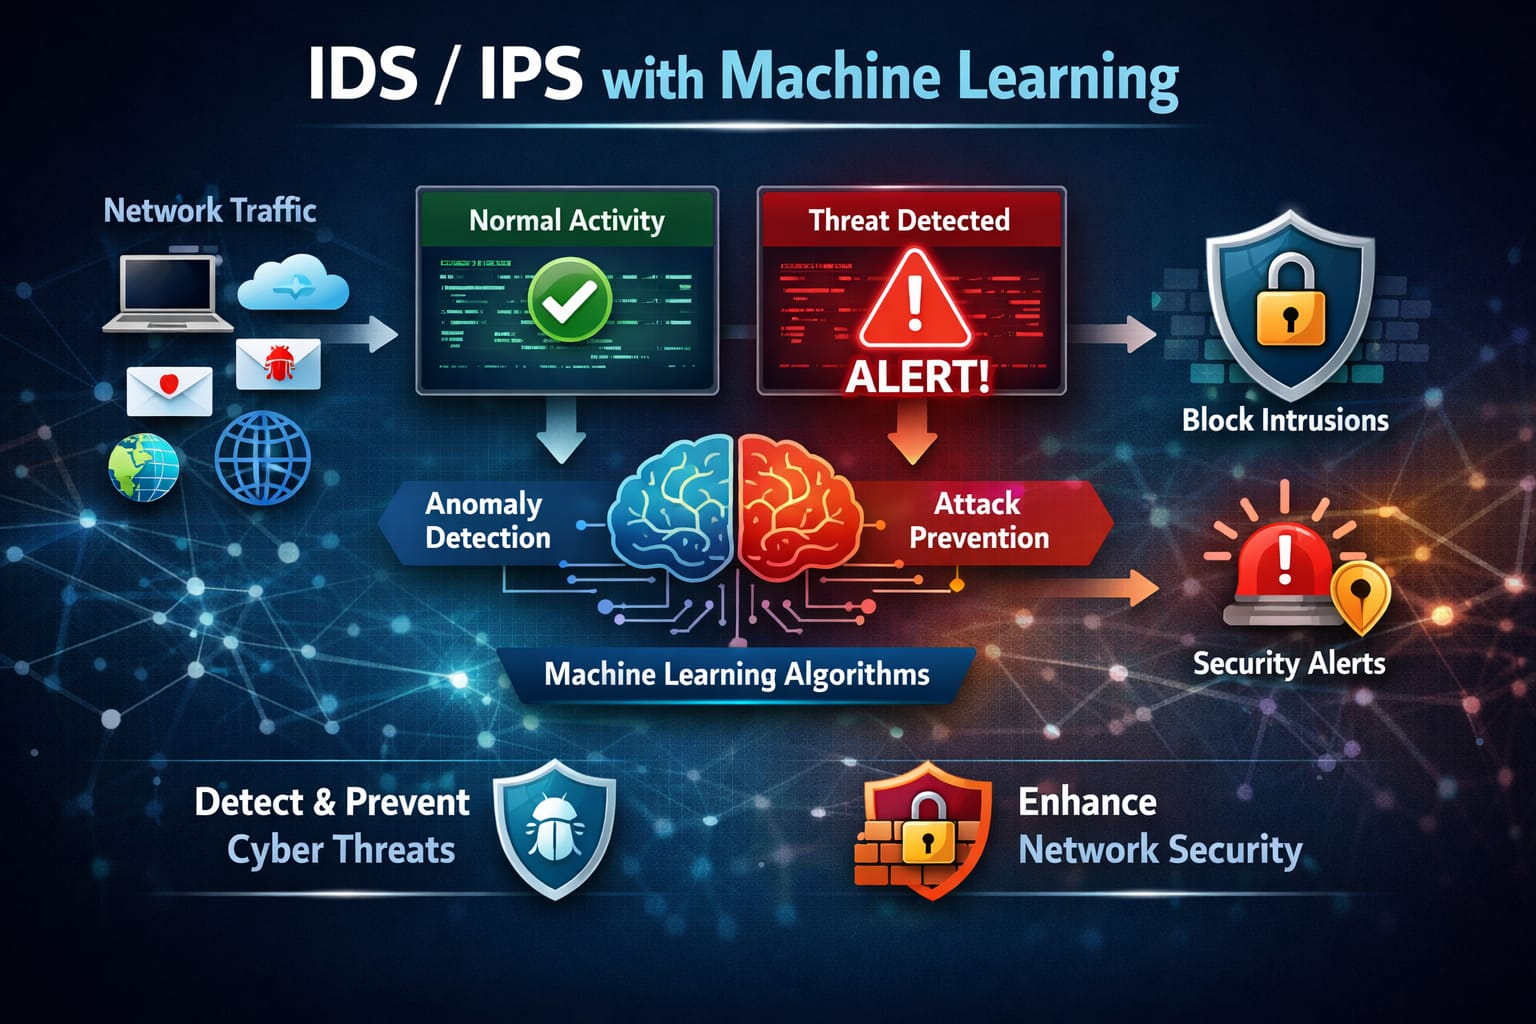 IDS / IPS with Machine Learning
Network Traffic
Normal Activity
Threat Detected
ALERT!
Block Intrusions
Anomaly
Detection
Attack
Prevention
Machine Learning Algorithms
Security Alerts
Detect & Prevent
Cyber Threats
Enhance
Network Security